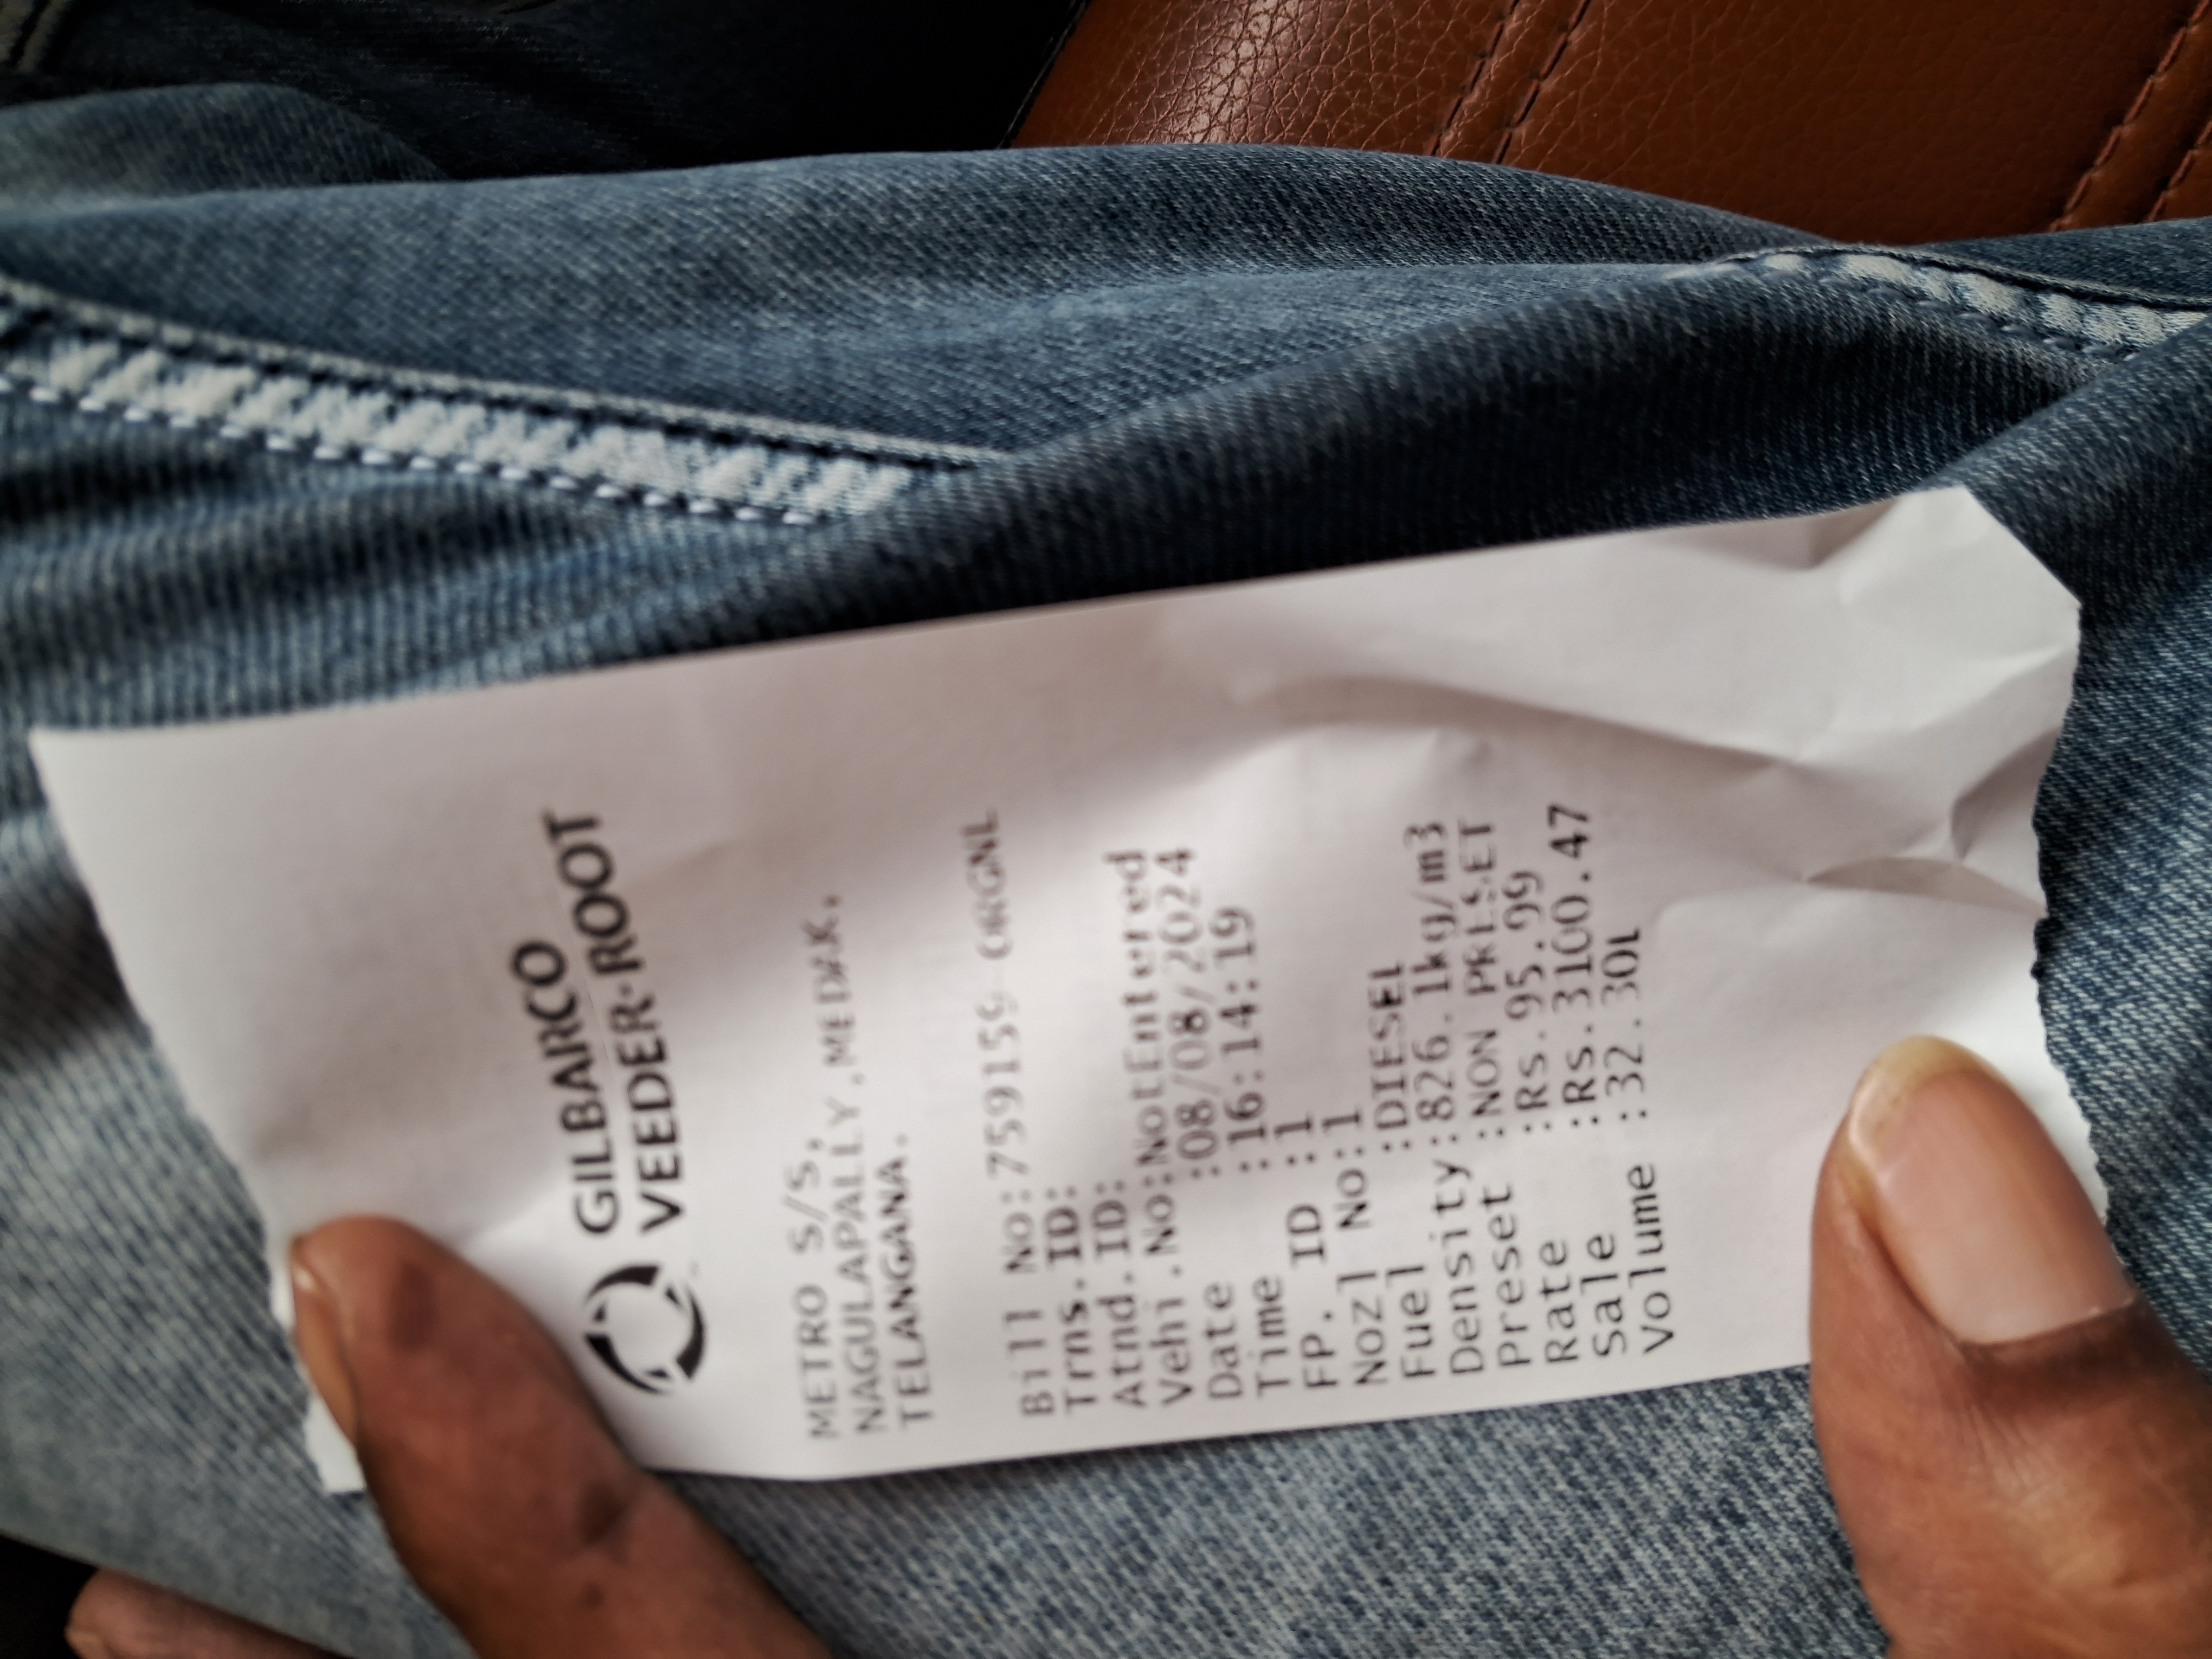 GILBARCO
VEEDER-ROOT
METRO S/S,
NAGULAPALLY,MEDAK,
TELANGANA.
Bill No:759159-ORGNL
Trns.ID:
Atnd.ID:
Vehi.No:NotEntered
Date :08/08/2024
Time :16:14:19
FP. ID :1
Nozl No:1
Fuel :DIESEL
Density:826.1kg/m3
Preset :NON PRESET
Rate :Rs.95.99
Sale :Rs.3100.47
Volume :32.30L